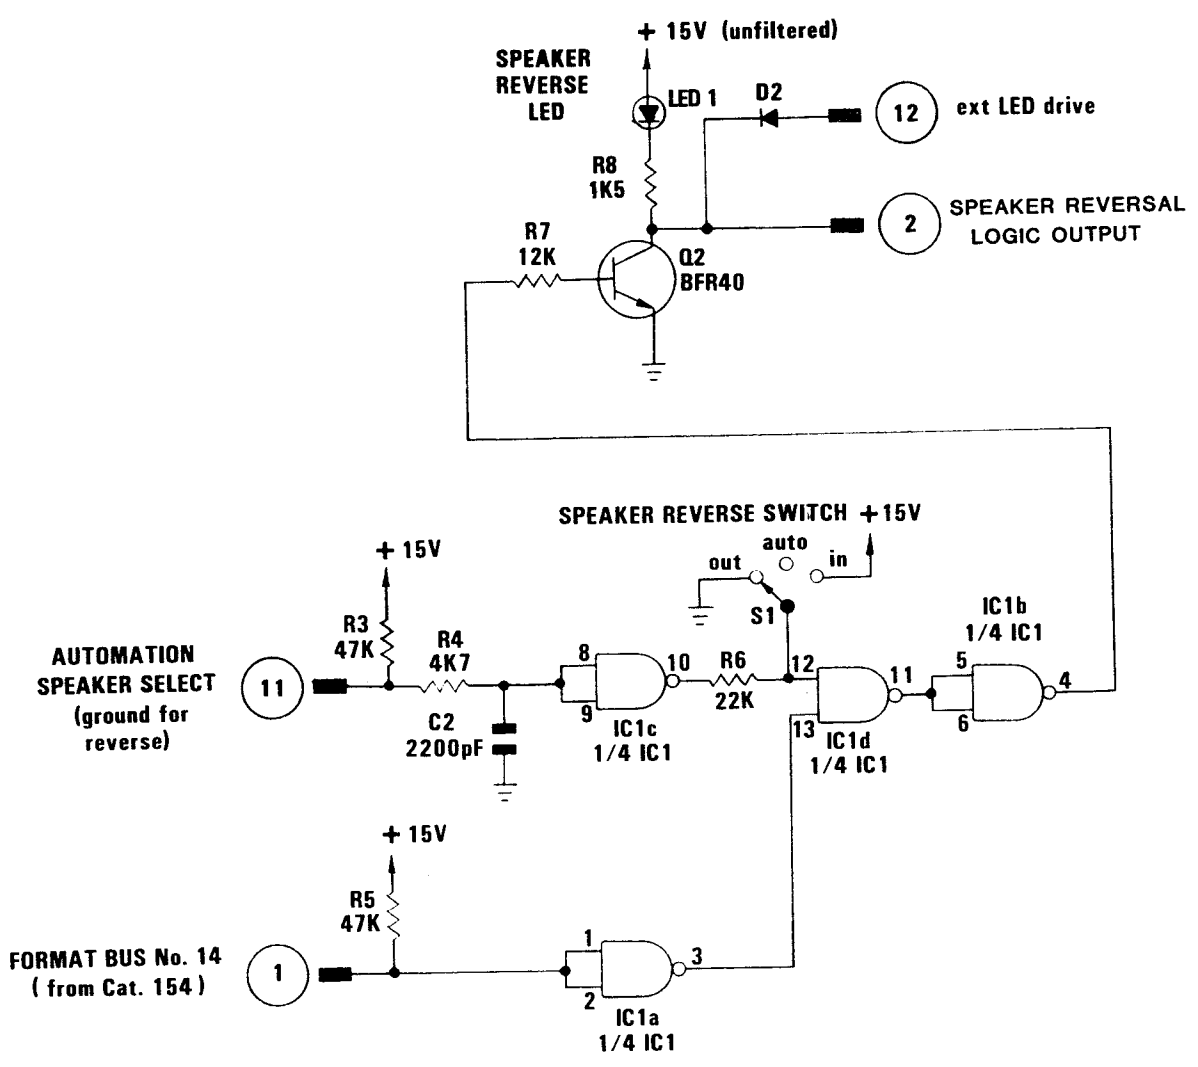 + 15V (unfiltered)
SPEAKER
REVERSE
LED
LED 1
D2
12
ext LED drive
R8
1K5
2
SPEAKER REVERSAL
LOGIC OUTPUT
R7
12K
Q2
BFR40
SPEAKER REVERSE SWITCH
+15V
auto
out
in
S1
+ 15V
R3
47K
R4
4K7
AUTOMATION
SPEAKER SELECT
(ground for
reverse)
11
C2
2200pF
8
9
10
IC1c
1/4 IC1
R6
22K
12
13
11
IC1d
1/4 IC1
IC1b
1/4 IC1
5
6
4
+ 15V
R5
47K
FORMAT BUS No. 14
( from Cat. 154 )
1
1
2
3
IC1a
1/4 IC1